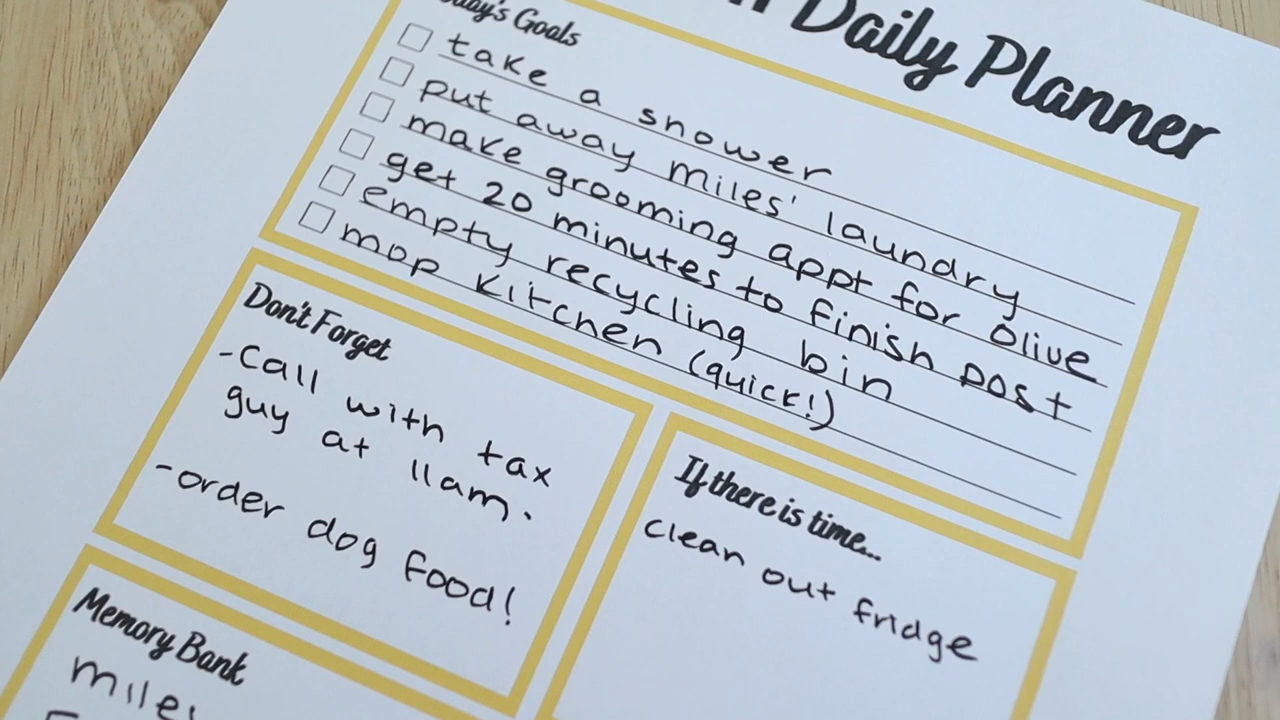 Daily Planner
Goals
take a shower
put away miles' laundry
make grooming appt for Olive
get 20 minutes to finish post
empty recycling bin
mop kitchen (quick!)
Don't Forget
-Call with tax
guy at 11am.
-order dog food!
If there is time...
clean out fridge
Memory Bank